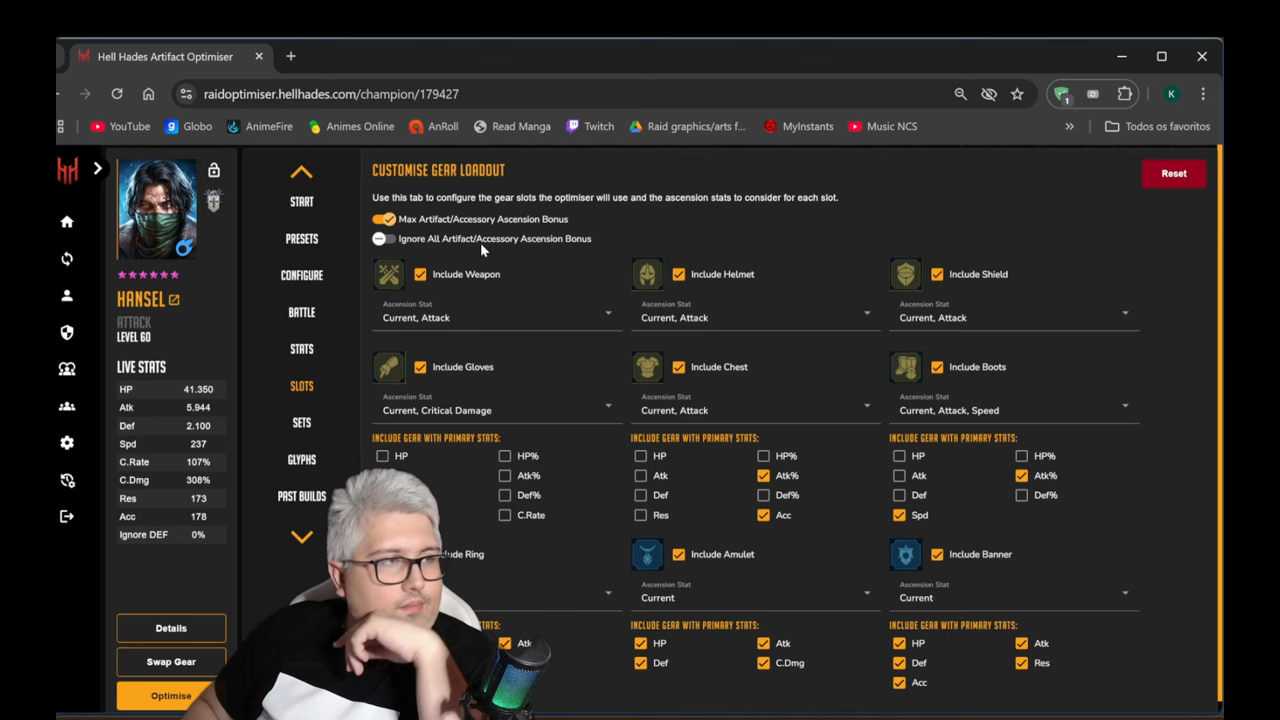 Hell Hades Artifact Optimiser
raidoptimiser.hellhades.com/champion/179427
1
K
YouTube
Globo
AnimeFire
Animes Online
AnRoll
Read Manga
Twitch
Raid graphics/arts f...
MyInstants
Music NCS
Todos os favoritos
HANSEL
ATTACK
LEVEL 60
LIVE STATS
HP 41.350
Atk 5.944
Def 2.100
Spd 237
C.Rate 107%
C.Dmg 308%
Res 173
Acc 178
Ignore DEF 0%
Details
Swap Gear
Optimise
START
PRESETS
CONFIGURE
BATTLE
STATS
SLOTS
SETS
GLYPHS
PAST BUILDS
CUSTOMISE GEAR LOADOUT
Reset
Use this tab to configure the gear slots the optimiser will use and the ascension stats to consider for each slot.
Max Artifact/Accessory Ascension Bonus
Ignore All Artifact/Accessory Ascension Bonus
Include Weapon
Ascension Stat
Current, Attack
Include Helmet
Ascension Stat
Current, Attack
Include Shield
Ascension Stat
Current, Attack
Include Gloves
Ascension Stat
Current, Critical Damage
INCLUDE GEAR WITH PRIMARY STATS:
HP HP%
Atk%
Def%
C.Rate
Include Chest
Ascension Stat
Current, Attack
INCLUDE GEAR WITH PRIMARY STATS:
HP HP%
Atk Atk%
Def Def%
Res Acc
Include Boots
Ascension Stat
Current, Attack, Speed
INCLUDE GEAR WITH PRIMARY STATS:
HP HP%
Atk Atk%
Def Def%
Spd
Ring
STATS:
Atk
Include Amulet
Ascension Stat
Current
INCLUDE GEAR WITH PRIMARY STATS:
HP Atk
Def C.Dmg
Include Banner
Ascension Stat
Current
INCLUDE GEAR WITH PRIMARY STATS:
HP Atk
Def Res
Acc